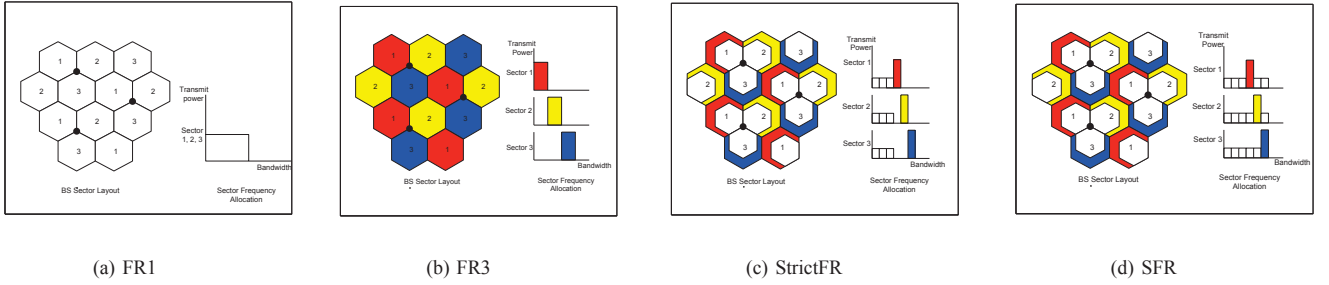 1 2 3
2 3 1 2
1 2 3
3 1
Transmit
power
Sector
1, 2, 3
Bandwidth
BS Sector Layout
Sector Frequency
Allocation
(a) FR1
1 2 3
2 3 1 2
1 2 3
3 1
Transmit
Power
Sector 1
Sector 2
Sector 3
Bandwidth
BS Sector Layout
Sector Frequency
Allocation
(b) FR3
1 2 3
2 3 1 2
1 2 3
3 1
Transmit
Power
Sector
1
Sector
2
Sector
3
Bandwidth
BS Sector Layout
Sector Frequency
Allocation
(c) StrictFR
1 2 3
2 3 1 2
1 2 3
3 1
Transmit
Power
Sector
1
Sector
2
Sector
3
Bandwidth
BS Sector Layout
Sector Frequency
Allocation
(d) SFR